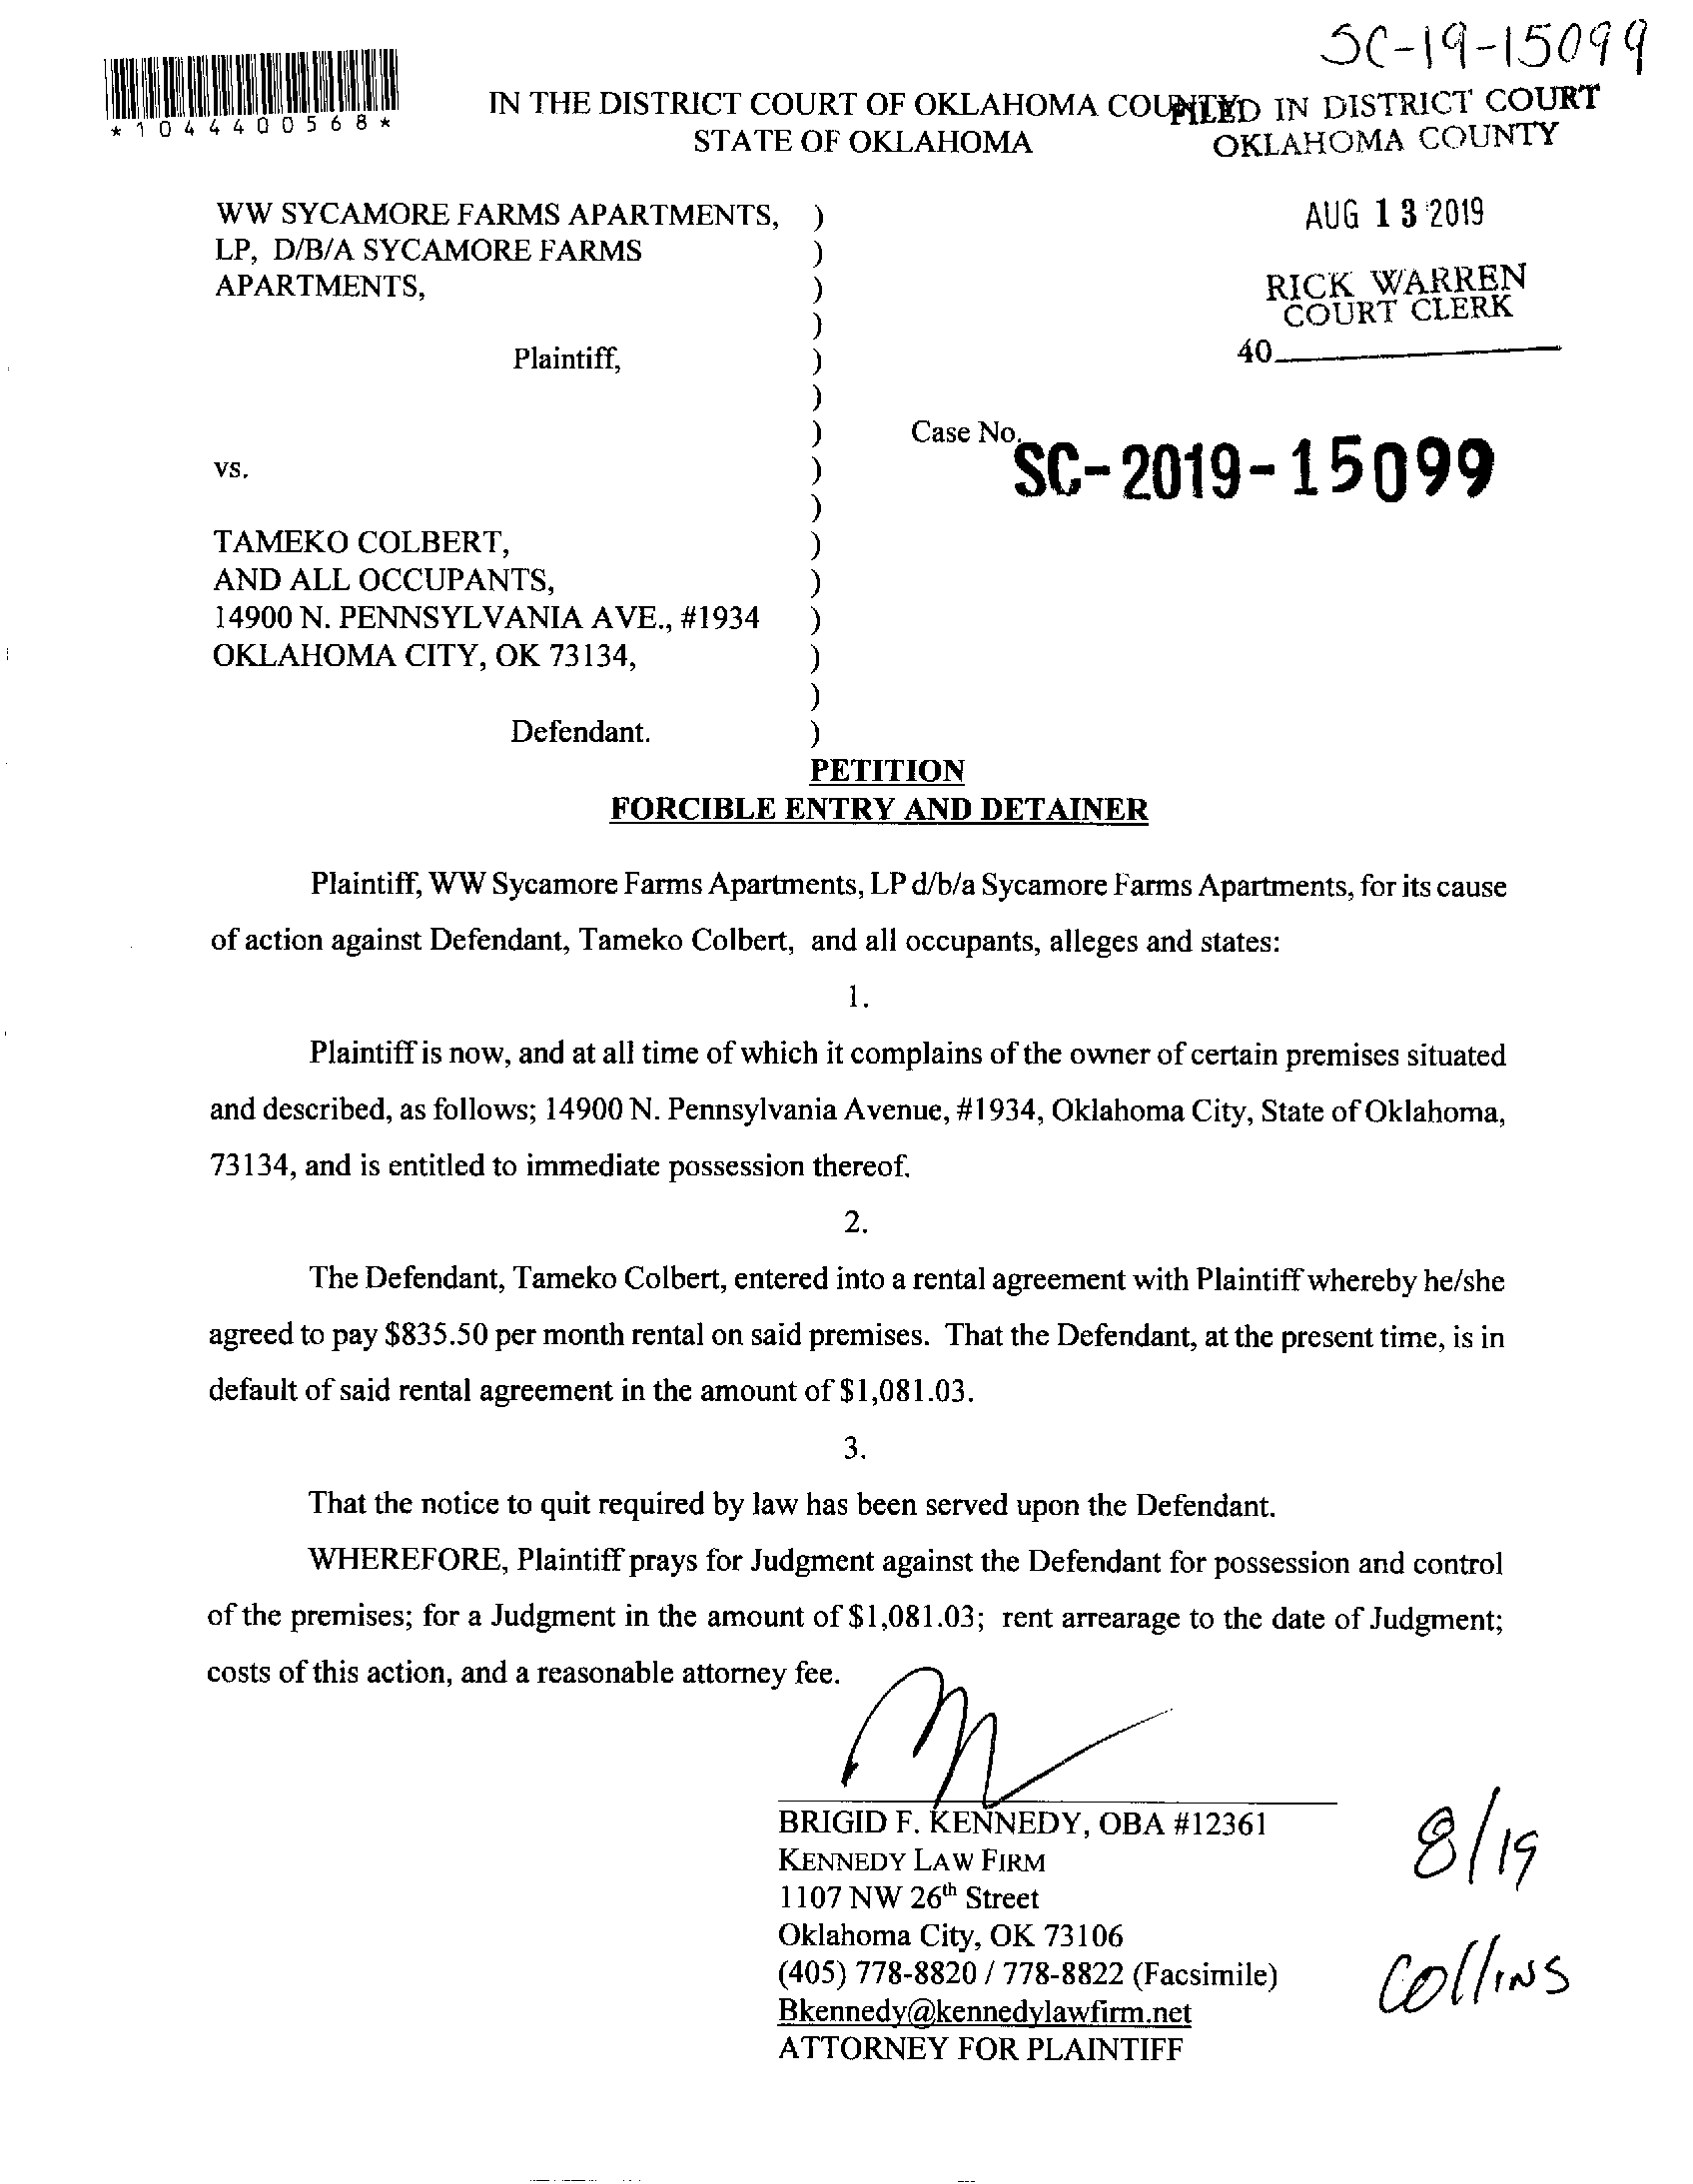 SC-19-15099
*1044400568*
IN THE DISTRICT COURT OF OKLAHOMA COUNTY
STATE OF OKLAHOMA
FILED IN DISTRICT COURT
OKLAHOMA COUNTY
AUG 13 2019
RICK WARREN
COURT CLERK
40
WW SYCAMORE FARMS APARTMENTS, )
LP, D/B/A SYCAMORE FARMS )
APARTMENTS, )
)
Plaintiff, )
)
)
Case No. SC-2019-15099
vs. )
)
TAMEKO COLBERT, )
AND ALL OCCUPANTS, )
14900 N. PENNSYLVANIA AVE., #1934 )
OKLAHOMA CITY, OK 73134, )
)
Defendant. )
PETITION
FORCIBLE ENTRY AND DETAINER
Plaintiff, WW Sycamore Farms Apartments, LP d/b/a Sycamore Farms Apartments, for its cause
of action against Defendant, Tameko Colbert, and all occupants, alleges and states:
1.
Plaintiff is now, and at all time of which it complains of the owner of certain premises situated
and described, as follows; 14900 N. Pennsylvania Avenue, #1934, Oklahoma City, State of Oklahoma,
73134, and is entitled to immediate possession thereof.
2.
The Defendant, Tameko Colbert, entered into a rental agreement with Plaintiff whereby he/she
agreed to pay $835.50 per month rental on said premises. That the Defendant, at the present time, is in
default of said rental agreement in the amount of $1,081.03.
3.
That the notice to quit required by law has been served upon the Defendant.
WHEREFORE, Plaintiff prays for Judgment against the Defendant for possession and control
of the premises; for a Judgment in the amount of $1,081.03; rent arrearage to the date of Judgment;
costs of this action, and a reasonable attorney fee.
BRIGID F. KENNEDY, OBA #12361
KENNEDY LAW FIRM
1107 NW 26th Street
Oklahoma City, OK 73106
(405) 778-8820 / 778-8822 (Facsimile)
Bkennedy@kennedylawfirm.net
ATTORNEY FOR PLAINTIFF
8/19
Collins